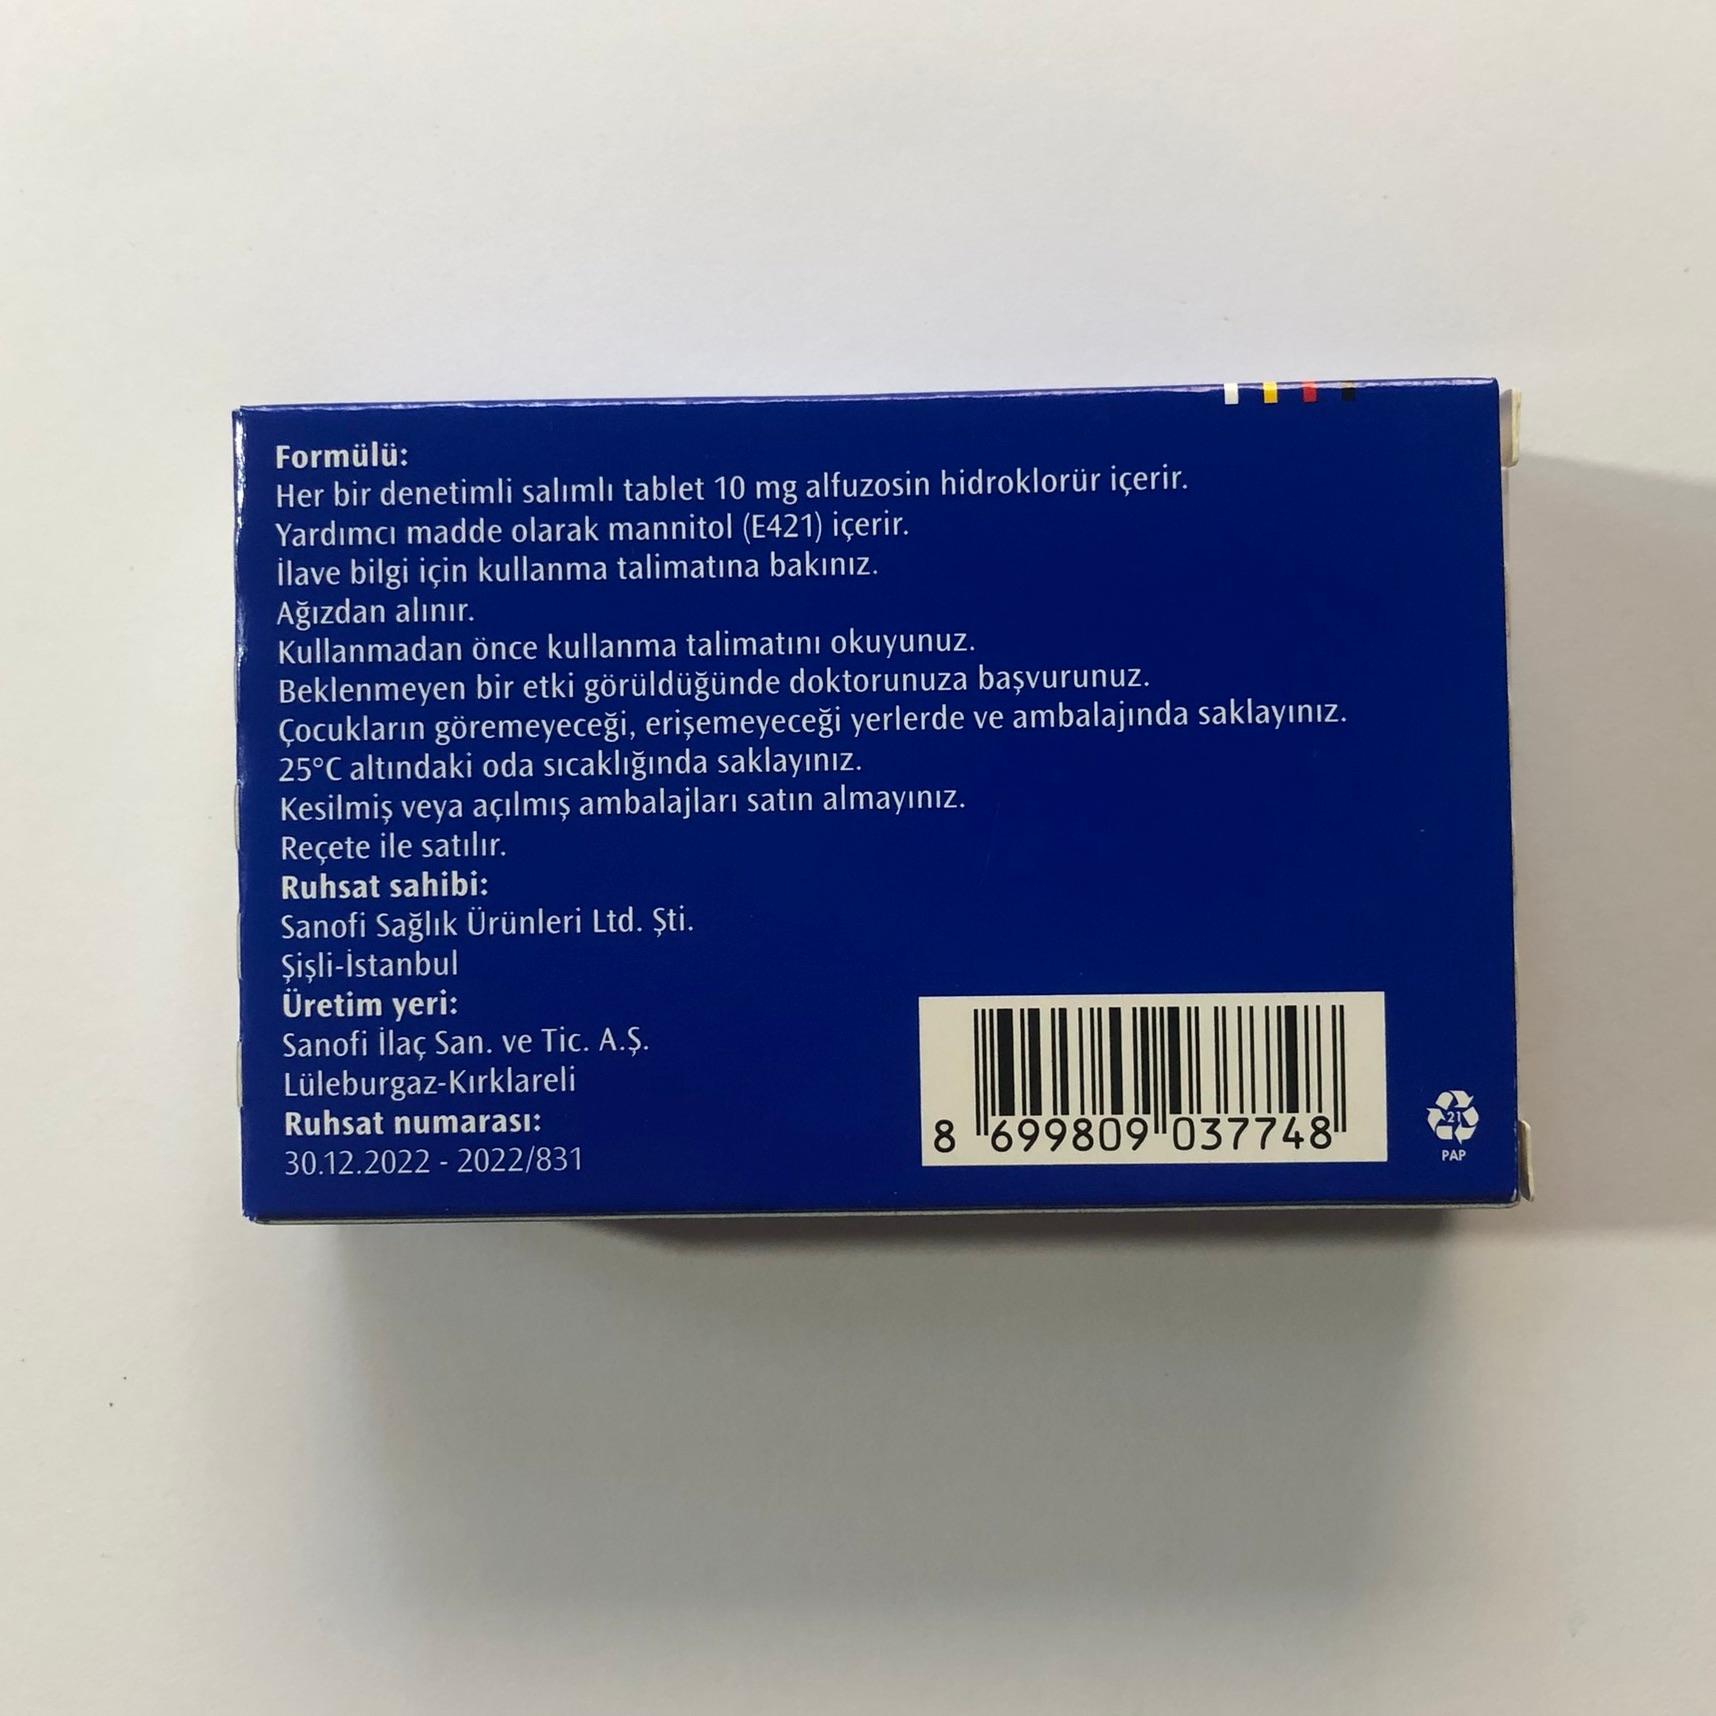 Formülü:
Her bir denetimli salımlı tablet 10 mg alfuzosin hidroklorür içerir.
Yardımcı madde olarak mannitol (E421) içerir.
İlave bilgi için kullanma talimatına bakınız.
Ağızdan alınır.
Kullanmadan önce kullanma talimatını okuyunuz.
Beklenmeyen bir etki görüldüğünde doktorunuza başvurunuz.
Çocukların göremeyeceği, erişemeyeceği yerlerde ve ambalajında saklayınız.
25°C altındaki oda sıcaklığında saklayınız.
Kesilmiş veya açılmış ambalajları satın almayınız.
Reçete ile satılır.
Ruhsat sahibi:
Sanofi Sağlık Ürünleri Ltd. Şti.
Şişli-İstanbul
Üretim yeri:
Sanofi İlaç San. ve Tic. A.Ş.
Lüleburgaz-Kırklareli
Ruhsat numarası:
30.12.2022 - 2022/831
8 699809 037748
21
PAP